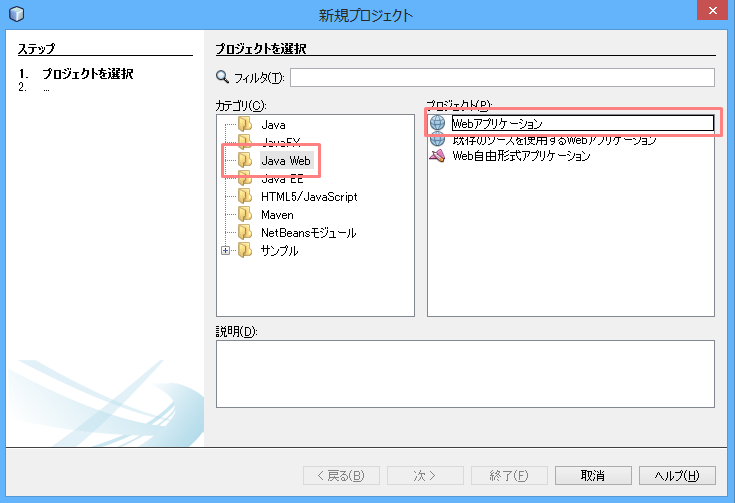 新規プロジェクト
ステップ
1. プロジェクトを選択
2. ...
プロジェクトを選択
フィルタ(T):
カテゴリ(C):
Java
JavaFX
Java Web
Java EE
HTML5/JavaScript
Maven
NetBeansモジュール
サンプル
プロジェクト(P):
Webアプリケーション
既存のソースを使用するWebアプリケーション
Web自由形式アプリケーション
説明(D):
< 戻る(B)
次 >
終了(F)
取消
ヘルプ(H)